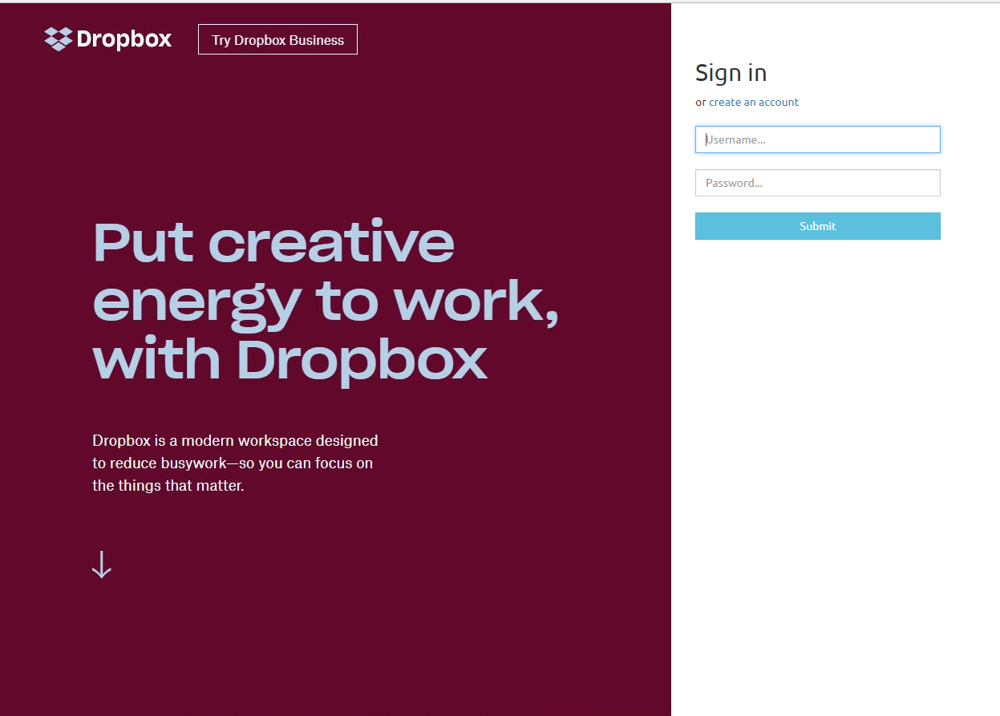 Dropbox
Try Dropbox Business
Put creative
energy to work,
with Dropbox
Dropbox is a modern workspace designed
to reduce busywork—so you can focus on
the things that matter.
Sign in
or create an account
Username...
Password...
Submit